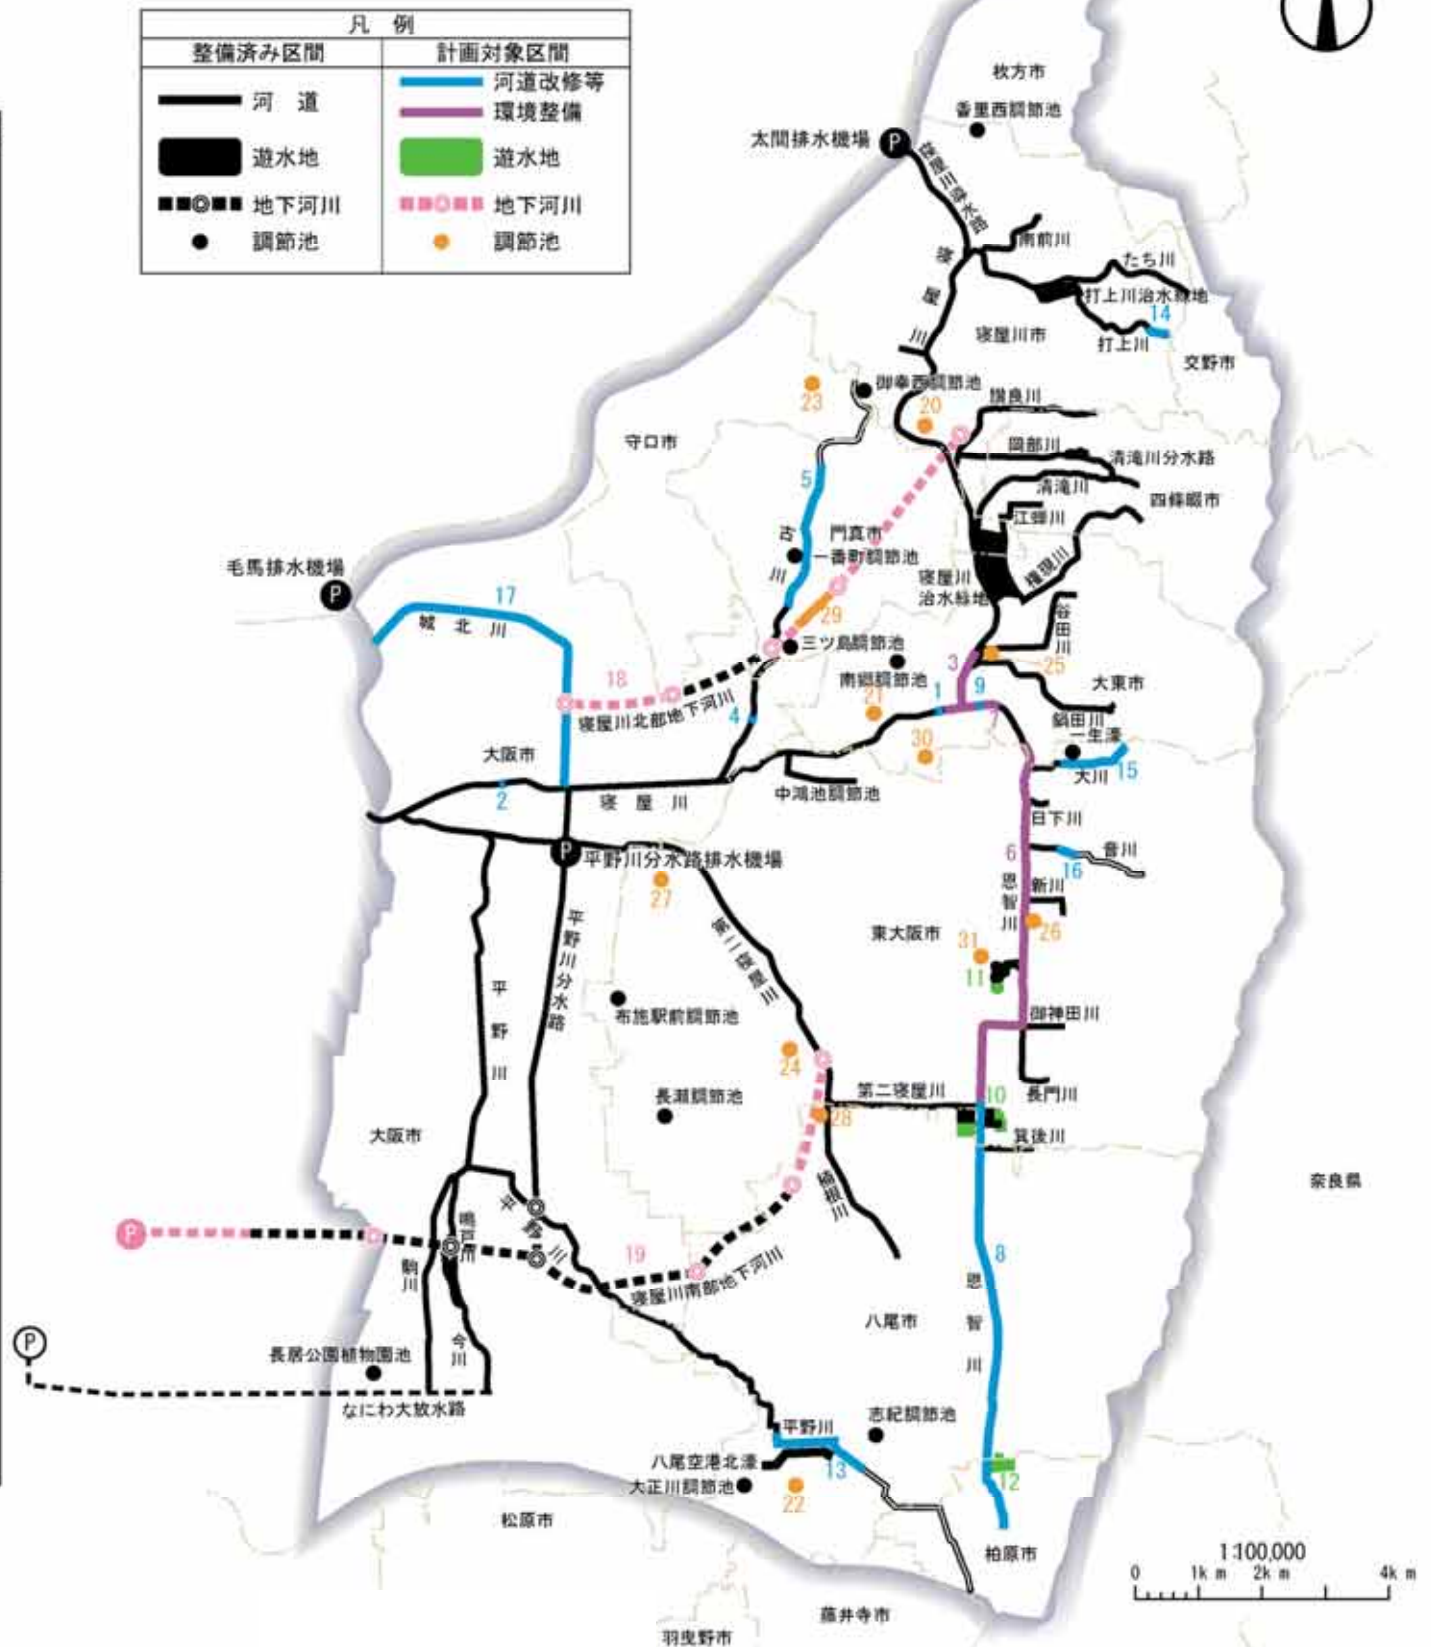 凡　例
整備済み区間
計画対象区間
河　道
河道改修等
環境整備
遊水地
遊水地
地下河川
地下河川
調節池
調節池
枚方市
香里西調節池
太間排水機場
P
寝屋川導水路
南前川
たち川
打上川治水緑地
14
打上川
寝屋川
寝屋川市
交野市
御幸西調節池
23
20
讃良川
守口市
岡部川
清滝川分水路
清滝川
四條畷市
5
江蝉川
古川
門真市
一番町調節池
権現川
寝屋川
治水緑地
毛馬排水機場
P
17
城北川
29
谷田川
三ツ島調節池
3
25
南郷調節池
大東市
18
21
1
9
7
寝屋川北部地下河川
4
鍋田川
一生濠
30
大阪市
大川
15
2
寝屋川
中鴻池調節池
日下川
P
平野川分水路排水機場
6
音川
16
27
恩智川
新川
平野川分水路
第二寝屋川
東大阪市
26
31
11
平野川
布施駅前調節池
御神田川
24
長瀬調節池
第二寝屋川
10
長門川
28
大阪市
箕後川
楠根川
奈良県
P
鳴戸川
平野川
駒川
19
寝屋川南部地下河川
8
恩智川
八尾市
P
今川
長居公園植物園池
なにわ大放水路
平野川
志紀調節池
八尾空港北濠
13
12
大正川調節池
22
松原市
柏原市
1:100,000
0
1km
2km
4km
藤井寺市
羽曳野市